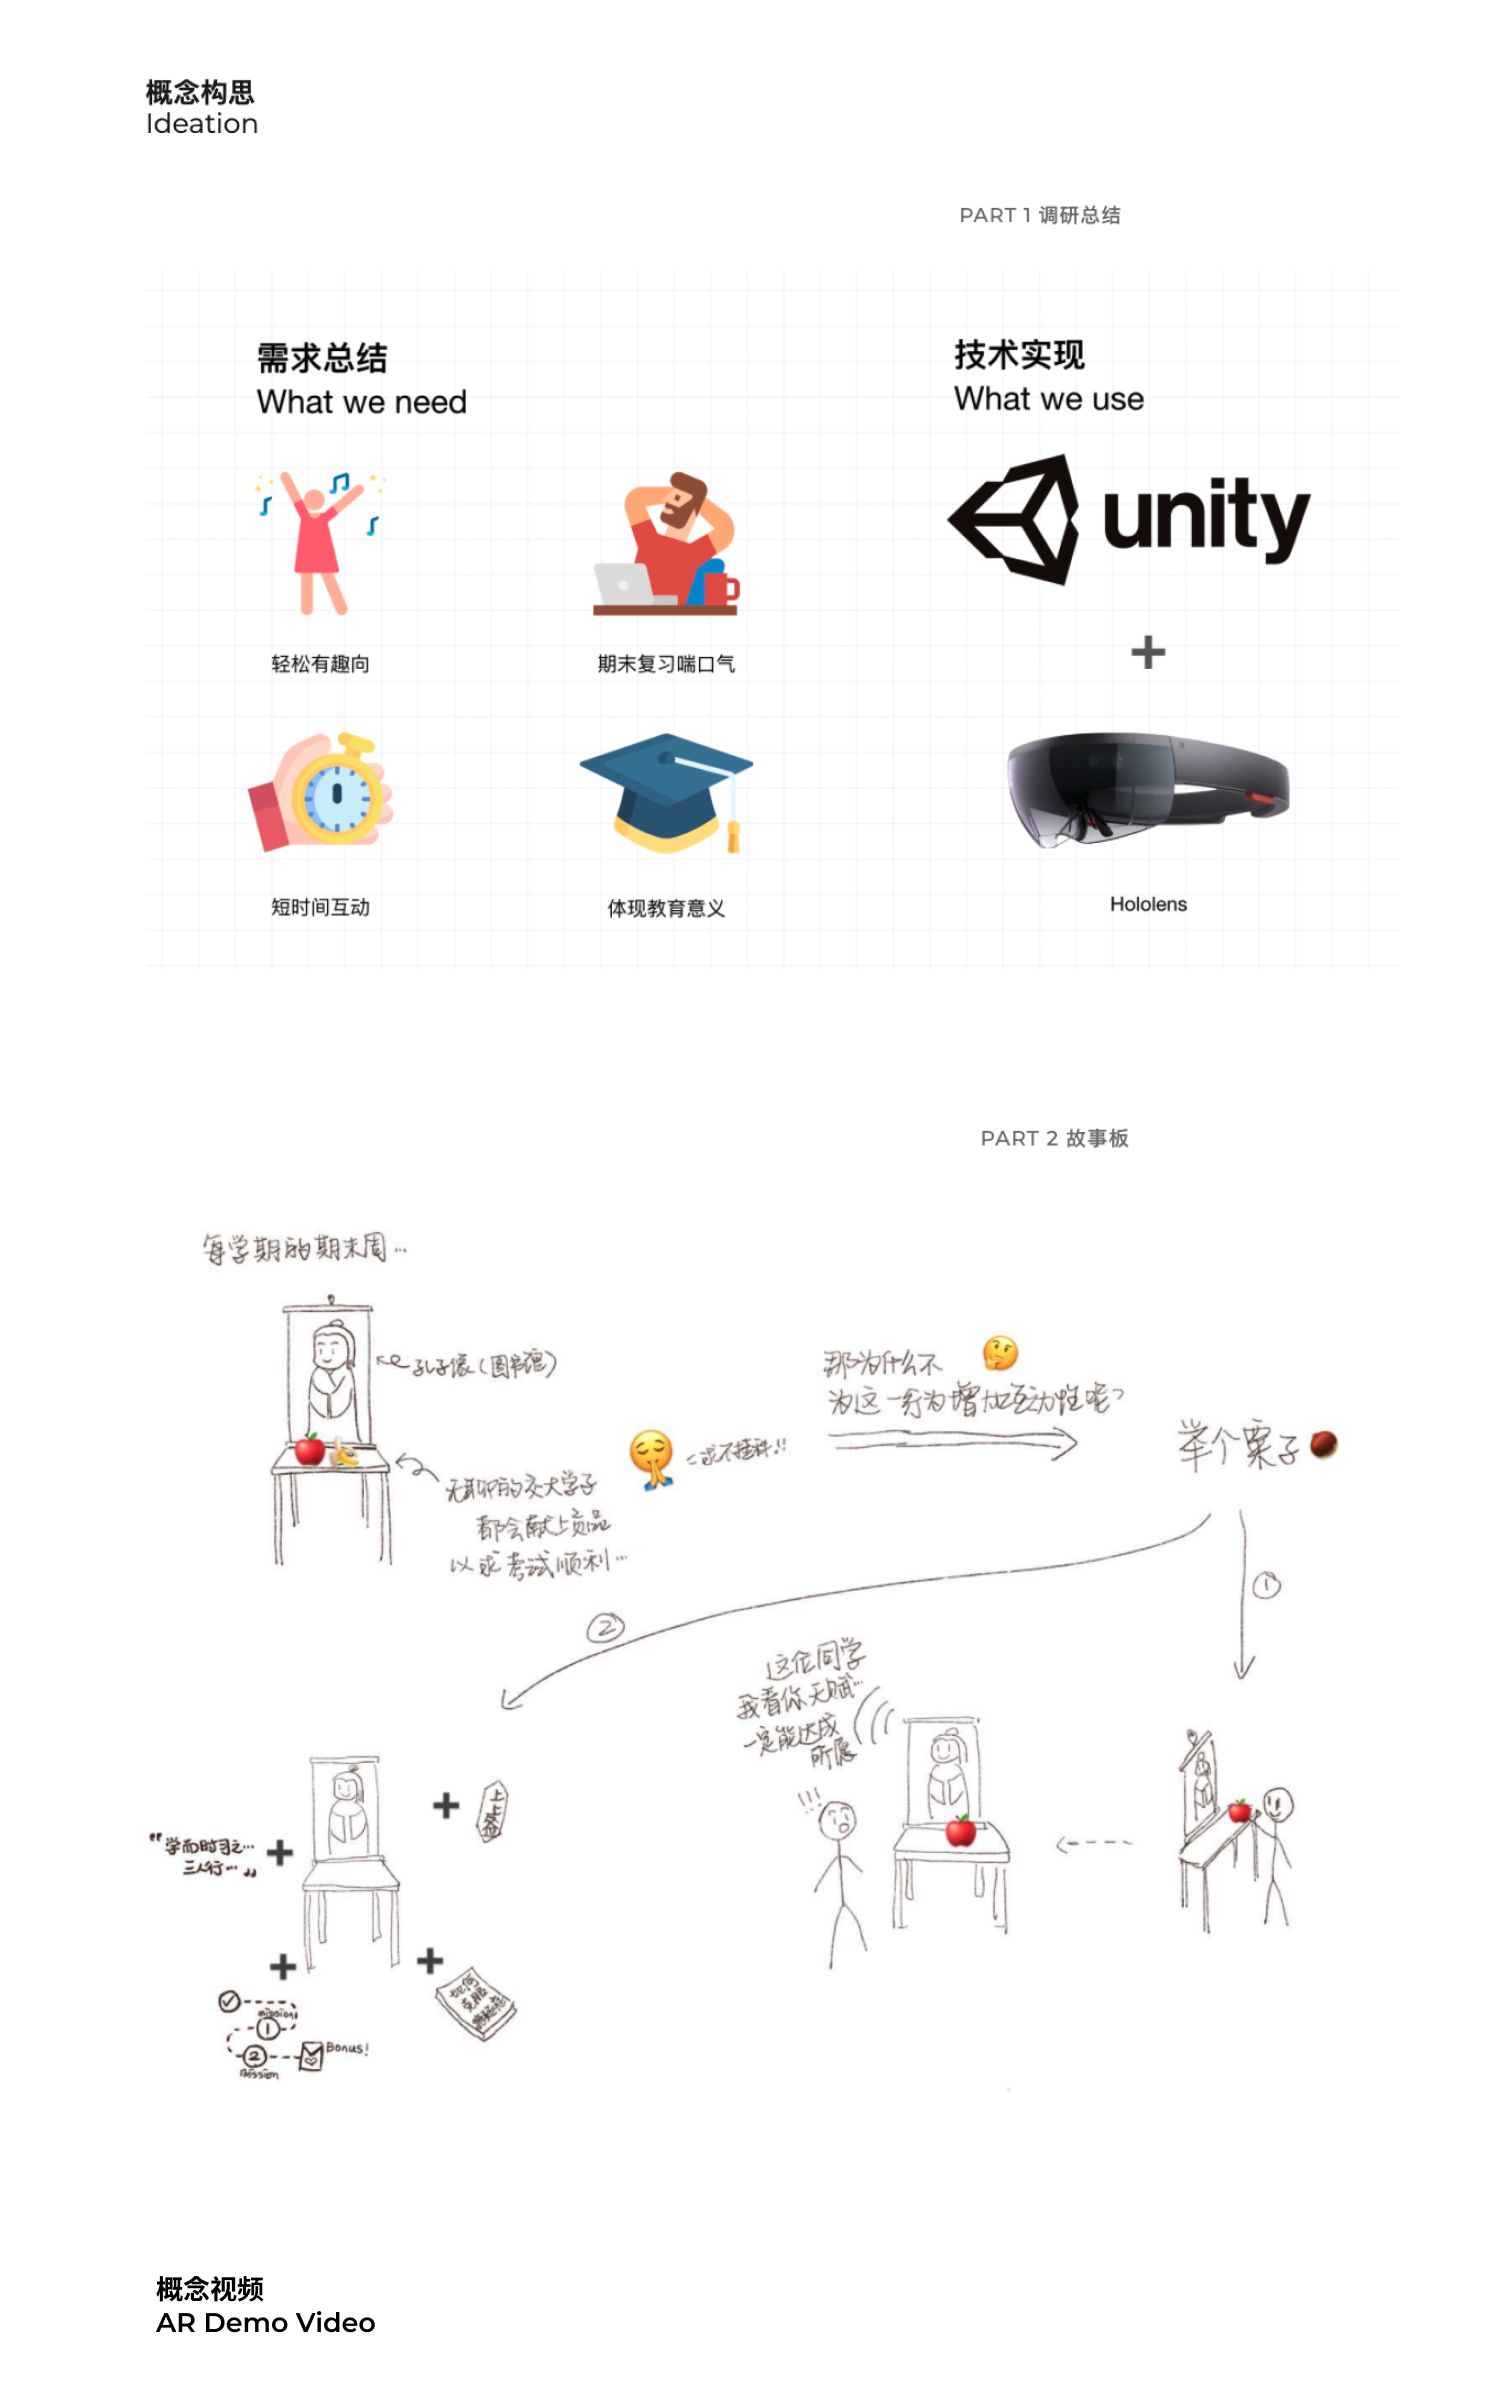 概念构思
Ideation
PART 1 调研总结
需求总结
What we need
轻松有趣向
期末复习喘口气
短时间互动
体现教育意义
技术实现
What we use
unity
Hololens
PART 2 故事板
每学期的期末周…
孔子像(图书馆)
无聊的交大学子
都会献上贡品
以求考试顺利…
<求不挂科!!
那为什么不
为这一行为增加互动性呢?
举个栗子
①
②
这位同学
我看你天赋…
一定能达成
所愿
!!!
上上签
“学而时习之…
三人行…”
如何
克服
mission
1
2
mission
Bonus!
概念视频
AR Demo Video